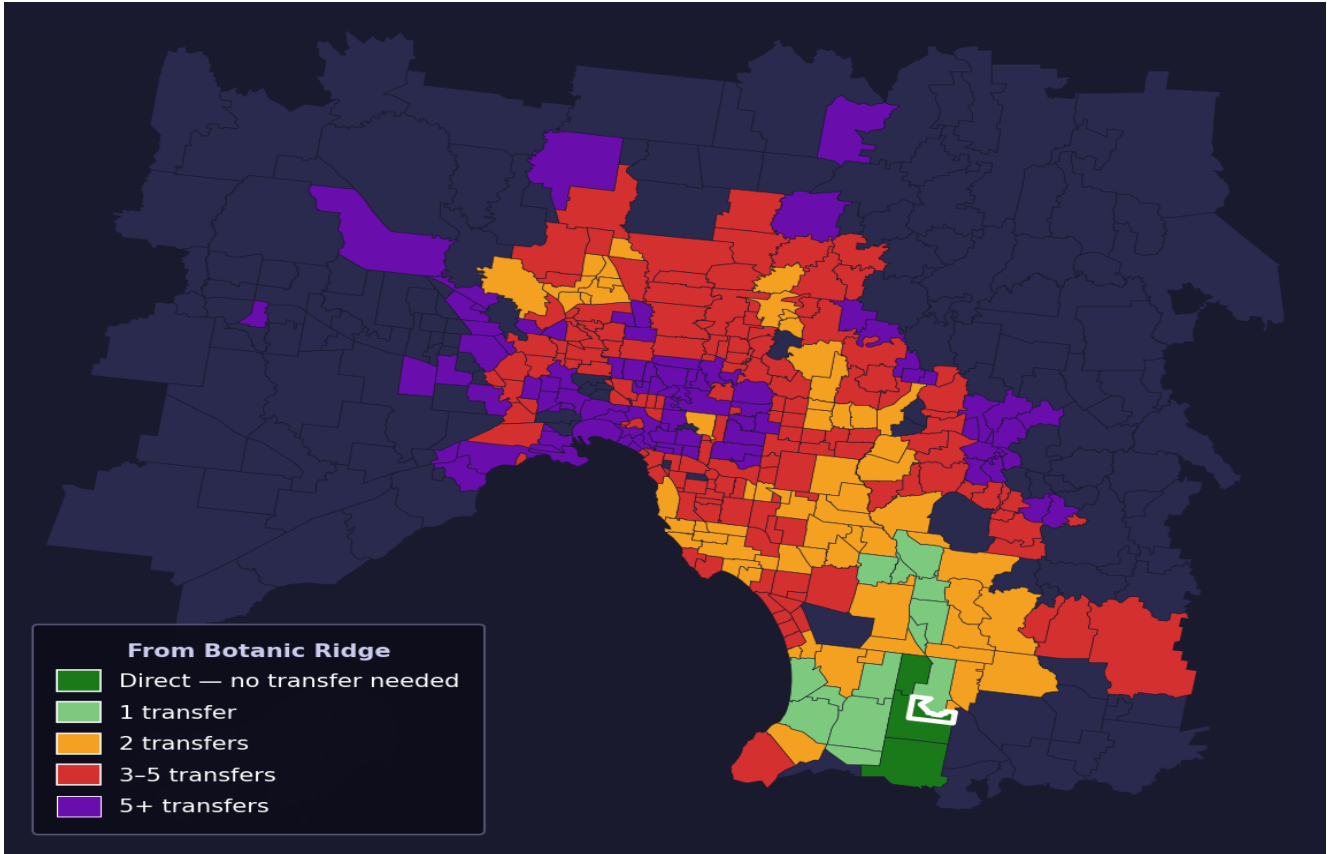 From Botanic Ridge
Direct — no transfer needed
1 transfer
2 transfers
3–5 transfers
5+ transfers